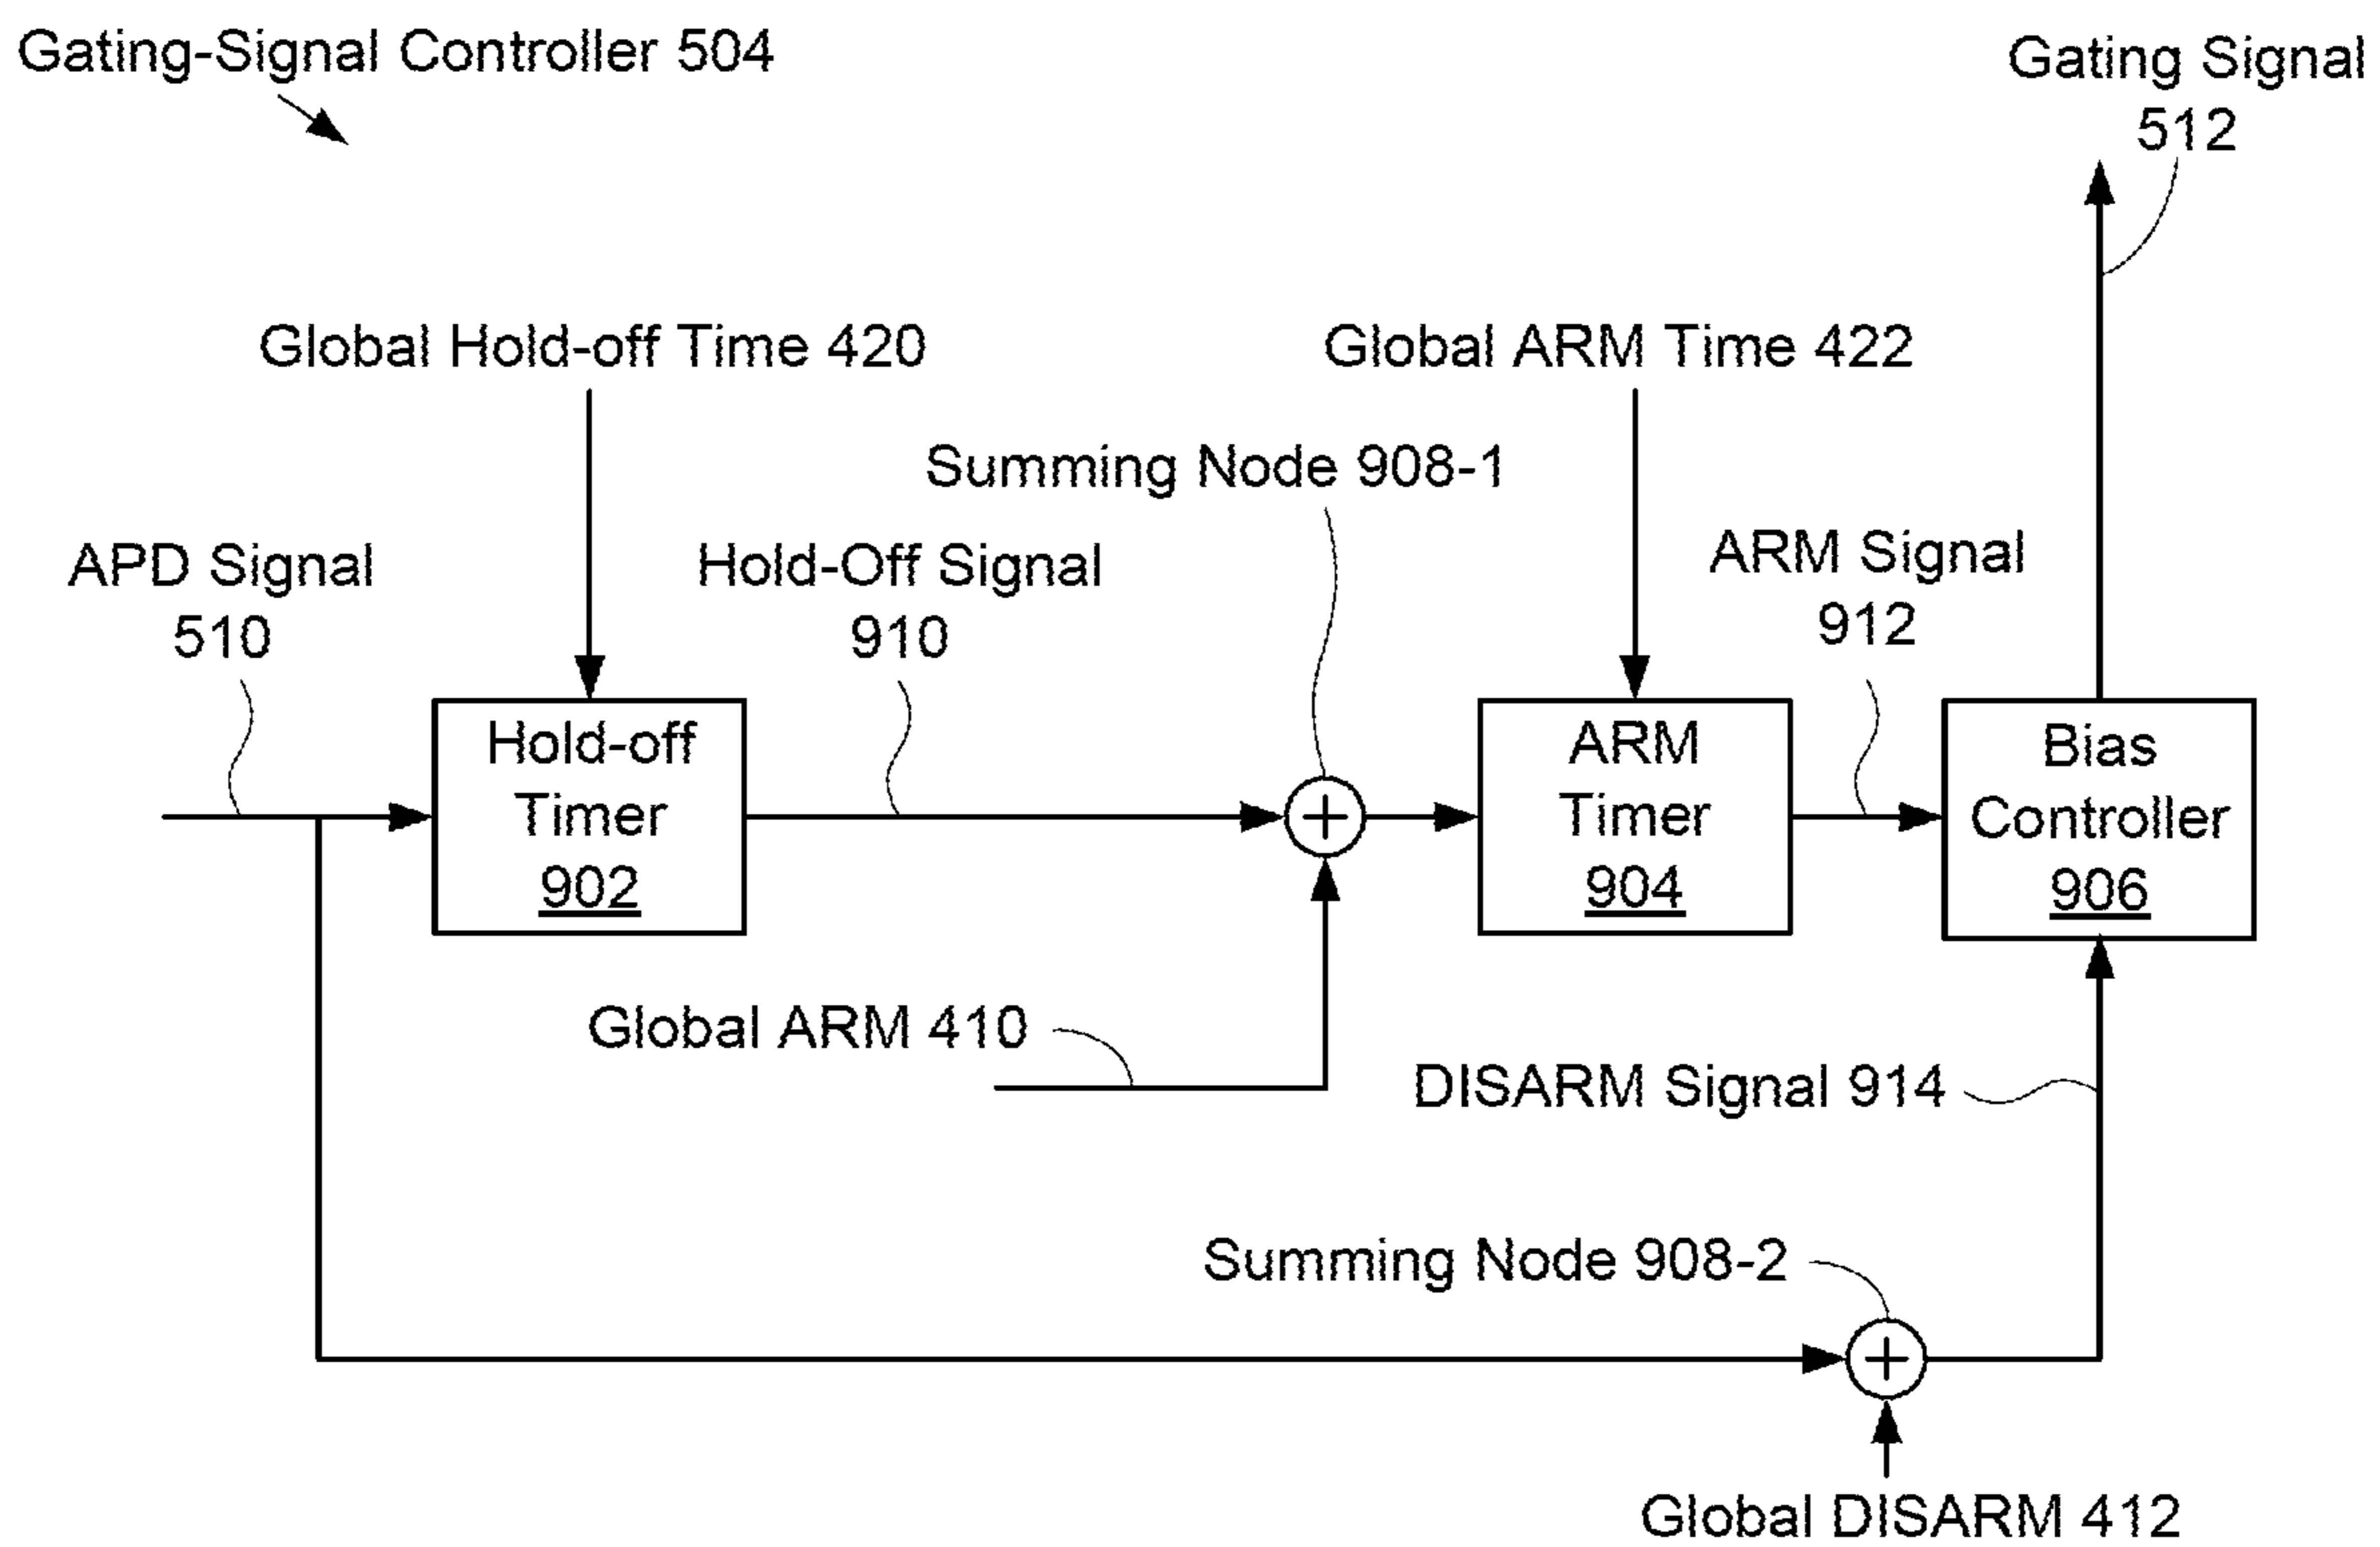 Gating-Signal Controller 504
Gating Signal
512
Global Hold-off Time 420
Global ARM Time 422
Summing Node 908-1
APD Signal
510
Hold-Off Signal
910
ARM Signal
912
Hold-off
Timer
902
+
ARM
Timer
904
Bias
Controller
906
Global ARM 410
DISARM Signal 914
Summing Node 908-2
+
Global DISARM 412